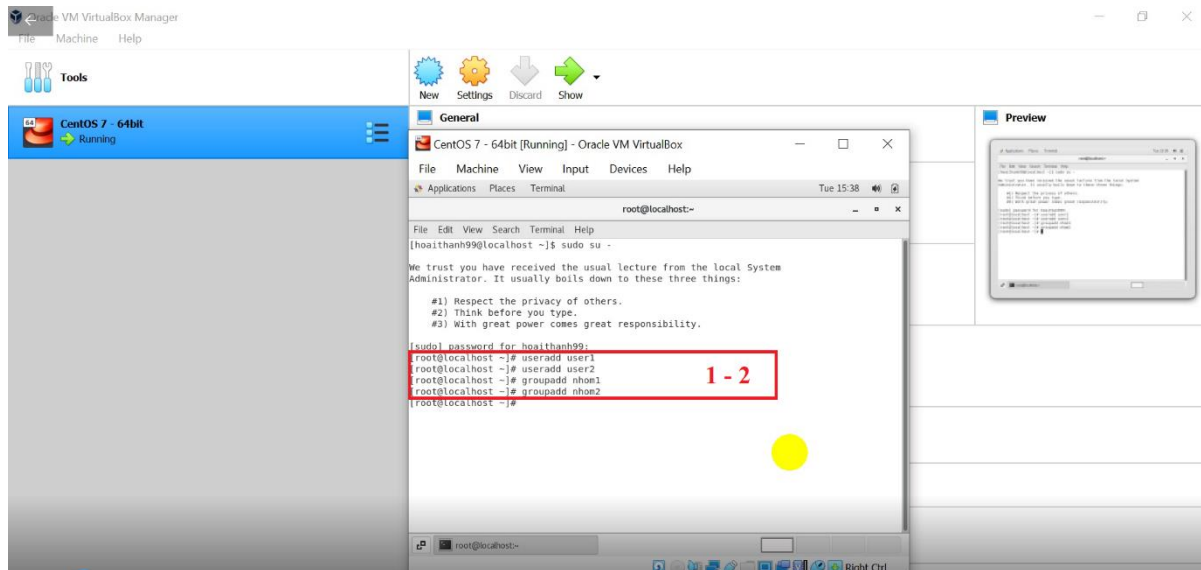 Oracle VM VirtualBox Manager
File Machine Help
Tools
New Settings Discard Show
64
CentOS 7 - 64bit
Running
General
Preview
CentOS 7 - 64bit [Running] - Oracle VM VirtualBox
File Machine View Input Devices Help
Applications Places Terminal Tue 15:38
root@localhost:~
File Edit View Search Terminal Help
[hoaithanh99@localhost ~]$ sudo su -
We trust you have received the usual lecture from the local System
Administrator. It usually boils down to these three things:
#1) Respect the privacy of others.
#2) Think before you type.
#3) With great power comes great responsibility.
[sudo] password for hoaithanh99:
[root@localhost ~]# useradd user1
[root@localhost ~]# useradd user2
[root@localhost ~]# groupadd nhom1
[root@localhost ~]# groupadd nhom2
[root@localhost ~]#
1 - 2
root@localhost:~
Right Ctrl